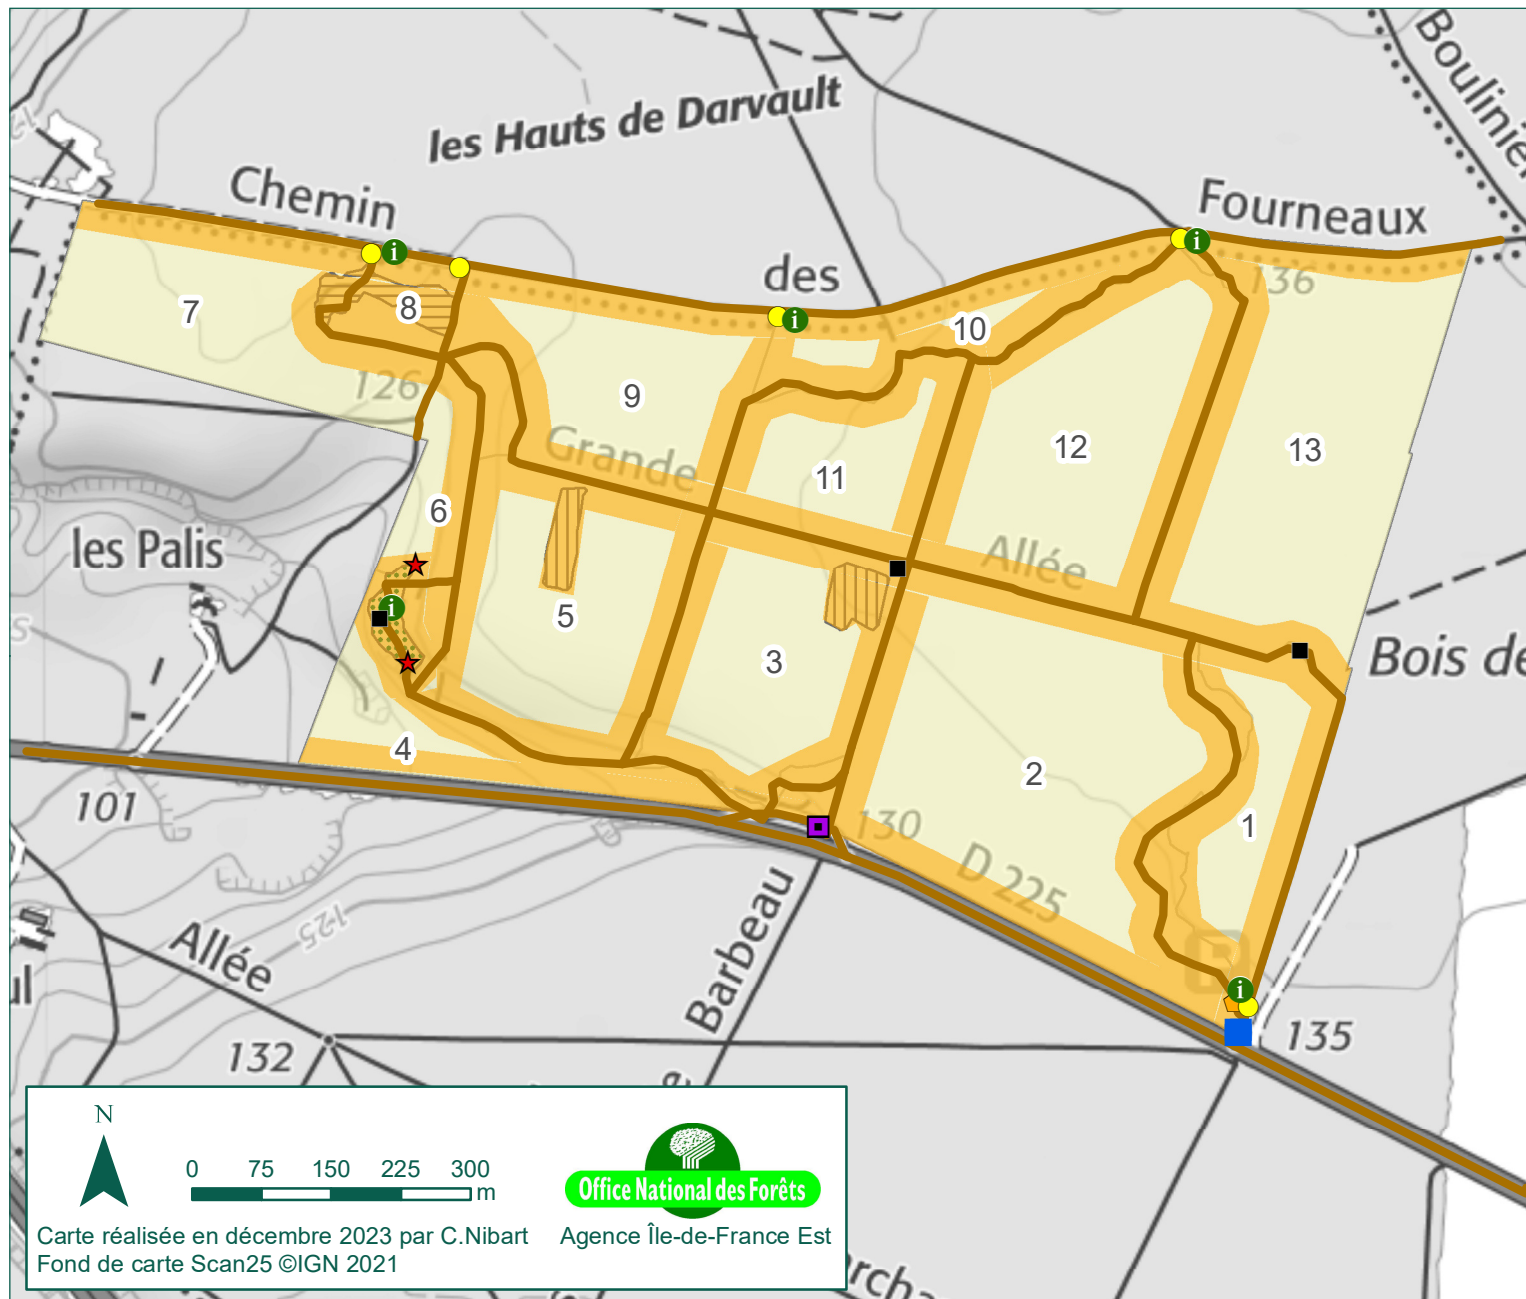 Boulinier
les Hauts de Darvault
Chemin
Fourneaux
des
136
7
8
10
126
9
Grande
12
13
11
6
Allée
les Palis
5
3
Bois de
4
2
101
130
1
D 225
125
Barbeau
Allée
P
132
135
N
0 75 150 225 300
m
Office National des Forêts
Carte réalisée en décembre 2023 par C.Nibart
Agence Île-de-France Est
Fond de carte Scan25 ©IGN 2021